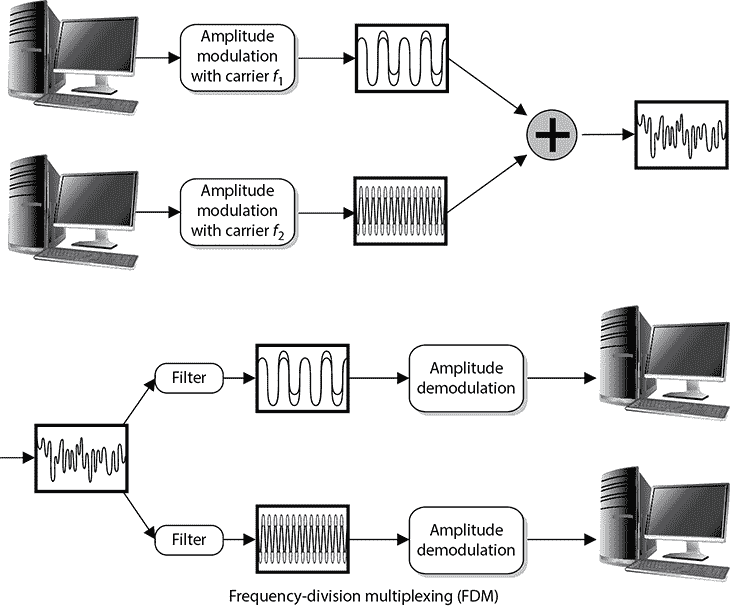 Amplitude
modulation
with carrier f1
Amplitude
modulation
with carrier f2
Filter
Amplitude
demodulation
Filter
Amplitude
demodulation
Frequency-division multiplexing (FDM)